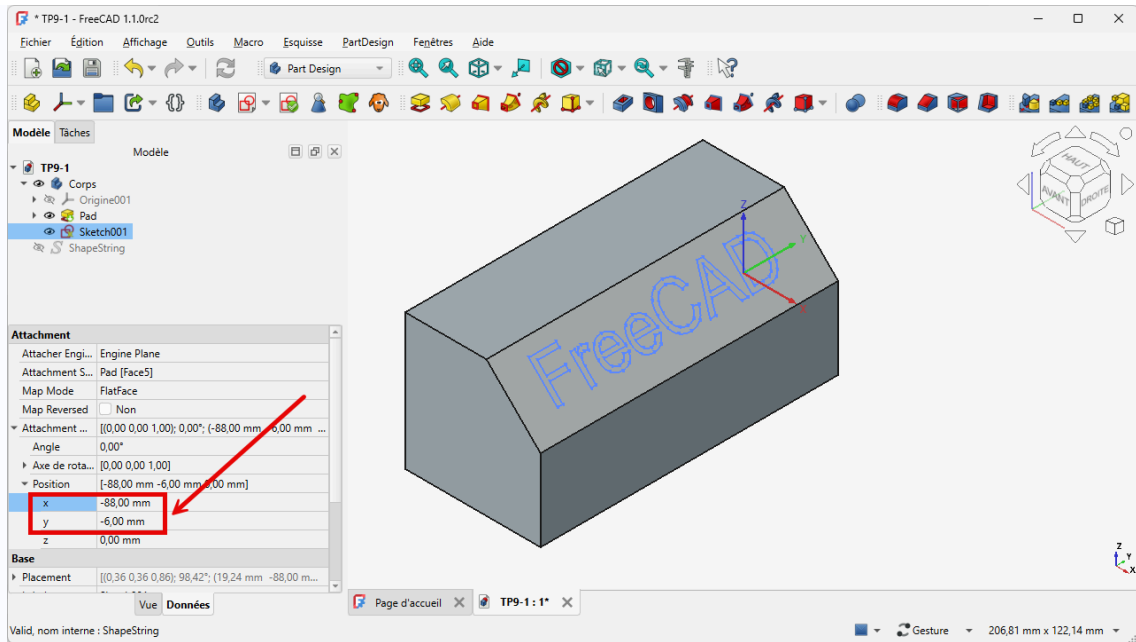 * TP9-1 - FreeCAD 1.1.0rc2
Fichier Édition Affichage Outils Macro Esquisse PartDesign Fenêtres Aide
Part Design
Modèle Tâches
Modèle
TP9-1
Corps
Origine001
Pad
Sketch001
ShapeString
Attachment
Attacher Engi... Engine Plane
Attachment S... Pad [Face5]
Map Mode FlatFace
Map Reversed Non
Attachment ... [(0,00 0,00 1,00); 0,00°; (-88,00 mm -6,00 mm ...
Angle 0,00°
Axe de rota... [0,00 0,00 1,00]
Position [-88,00 mm -6,00 mm 0,00 mm]
x -88,00 mm
y -6,00 mm
z 0,00 mm
Base
Placement [(0,36 0,36 0,86); 98,42°; (19,24 mm -88,00 m...
Vue Données
FreeCAD
Z
Y
X
HAUT
AVANT
DROITE
Z
Y
X
Page d'accueil TP9-1 : 1*
Valid, nom interne : ShapeString
Gesture 206,81 mm x 122,14 mm